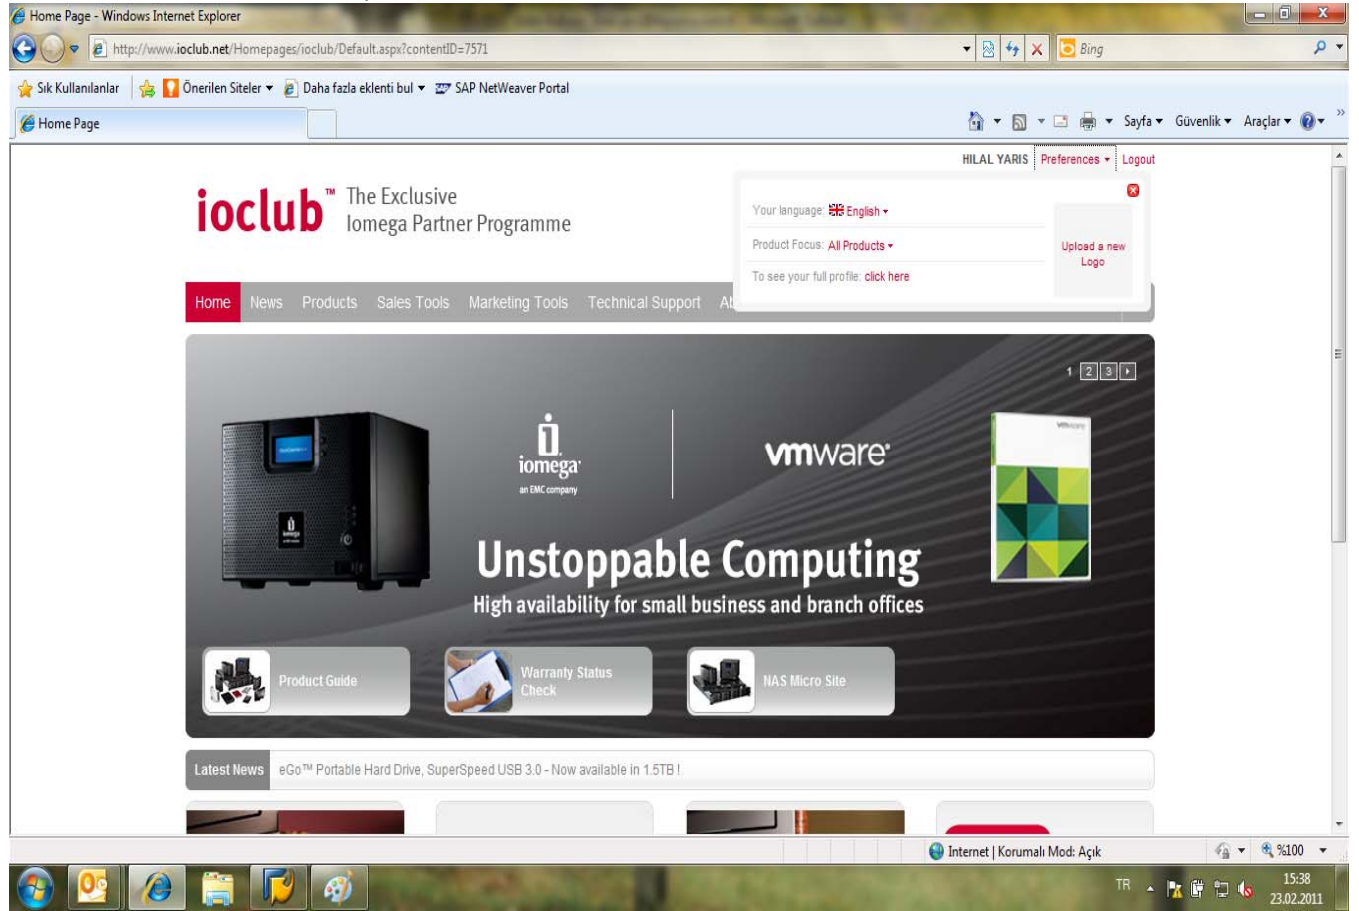 Home Page - Windows Internet Explorer
http://www.ioclub.net/Homepages/ioclub/Default.aspx?contentID=7571
Bing
Sık Kullanılanlar
Önerilen Siteler
Daha fazla eklenti bul
SAP NetWeaver Portal
Home Page
Sayfa
Güvenlik
Araçlar
HILAL YARIS Preferences Logout
ioclub™
The Exclusive
Iomega Partner Programme
Your language: English
Product Focus: All Products
To see your full profile: click here
Upload a new
Logo
Home News Products Sales Tools Marketing Tools Technical Support
1 2 3
iomega
an EMC company
vmware
vmware
iomega
Unstoppable Computing
High availability for small business and branch offices
Product Guide
Warranty Status
Check
NAS Micro Site
Latest News eGo™ Portable Hard Drive, SuperSpeed USB 3.0 - Now available in 1.5TB !
Internet | Korumalı Mod: Açık
%100
TR
15:38
23.02.2011